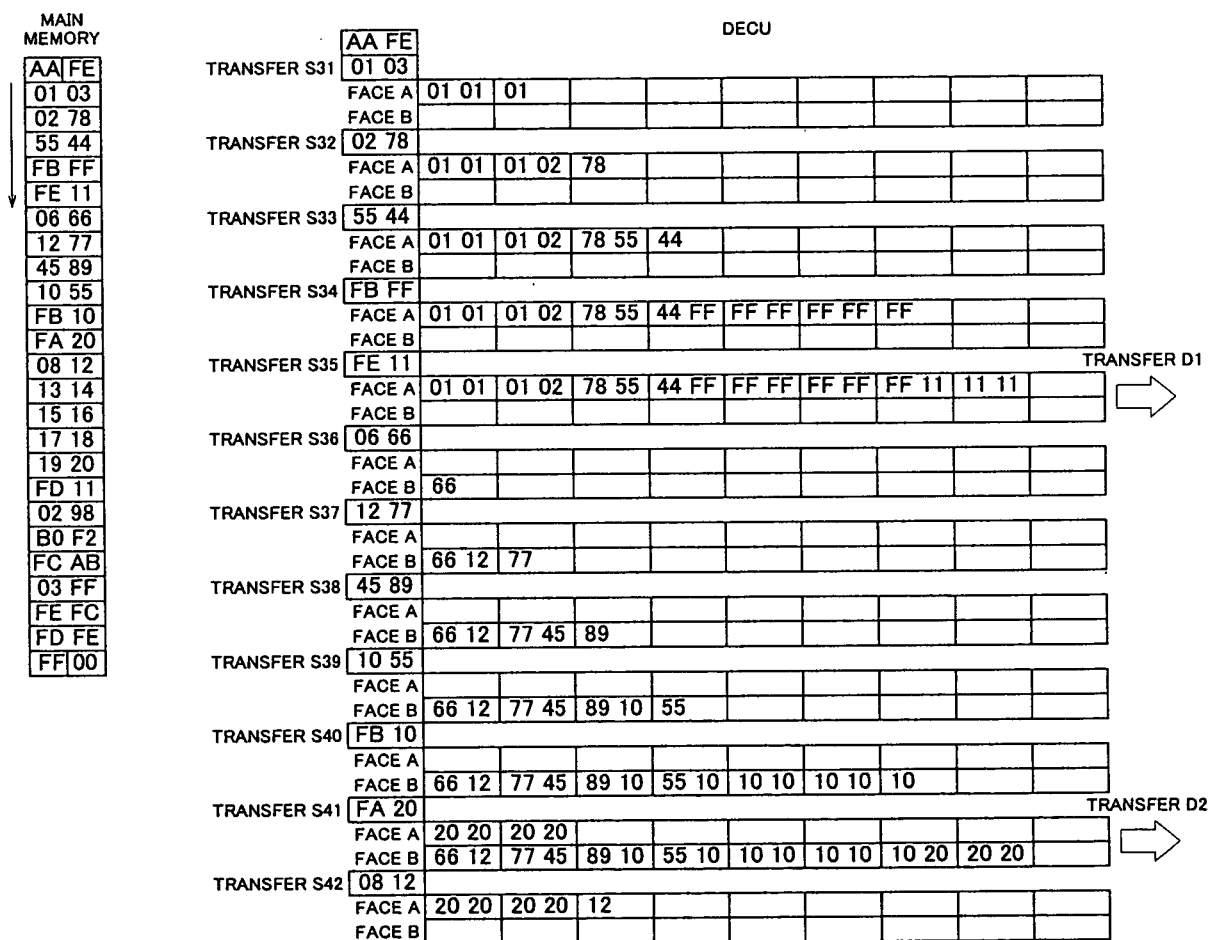 MAIN
MEMORY
AA FE
01 03
02 78
55 44
FB FF
FE 11
06 66
12 77
45 89
10 55
FB 10
FA 20
08 12
13 14
15 16
17 18
19 20
FD 11
02 98
B0 F2
FC AB
03 FF
FE FC
FD FE
FF 00
DECU
AA FE
TRANSFER S31 01 03
FACE A 01 01 01
FACE B
TRANSFER S32 02 78
FACE A 01 01 01 02 78
FACE B
TRANSFER S33 55 44
FACE A 01 01 01 02 78 55 44
FACE B
TRANSFER S34 FB FF
FACE A 01 01 01 02 78 55 44 FF FF FF FF FF FF
FACE B
TRANSFER S35 FE 11
FACE A 01 01 01 02 78 55 44 FF FF FF FF FF FF 11 11 11
FACE B
TRANSFER D1
TRANSFER S36 06 66
FACE A
FACE B 66
TRANSFER S37 12 77
FACE A
FACE B 66 12 77
TRANSFER S38 45 89
FACE A
FACE B 66 12 77 45 89
TRANSFER S39 10 55
FACE A
FACE B 66 12 77 45 89 10 55
TRANSFER S40 FB 10
FACE A
FACE B 66 12 77 45 89 10 55 10 10 10 10 10 10
TRANSFER S41 FA 20
FACE A 20 20 20 20
FACE B 66 12 77 45 89 10 55 10 10 10 10 10 10 20 20 20
TRANSFER D2
TRANSFER S42 08 12
FACE A 20 20 20 20 12
FACE B